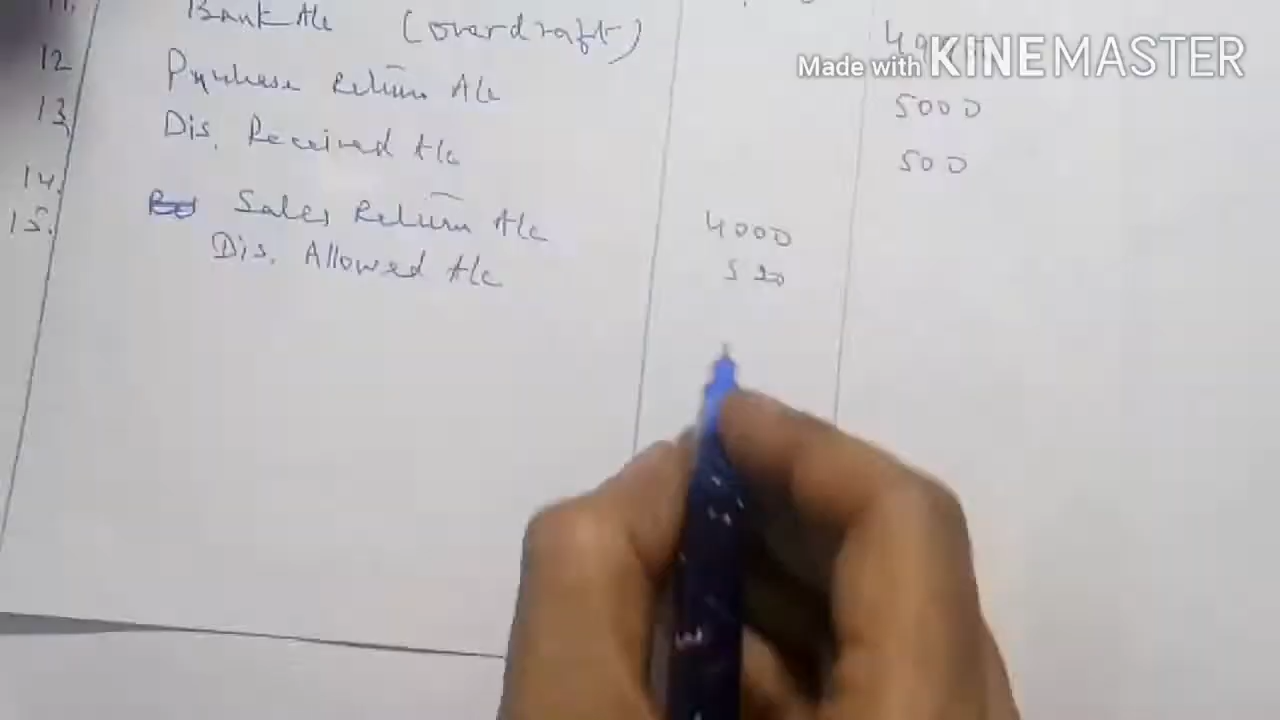 11. Bank A/c (overdraft)
Made with KINEMASTER
12 Purchase Return A/c 5000
13, Dis. Received A/c 500
14. Sales Return A/c 4000
15. Dis. Allowed A/c